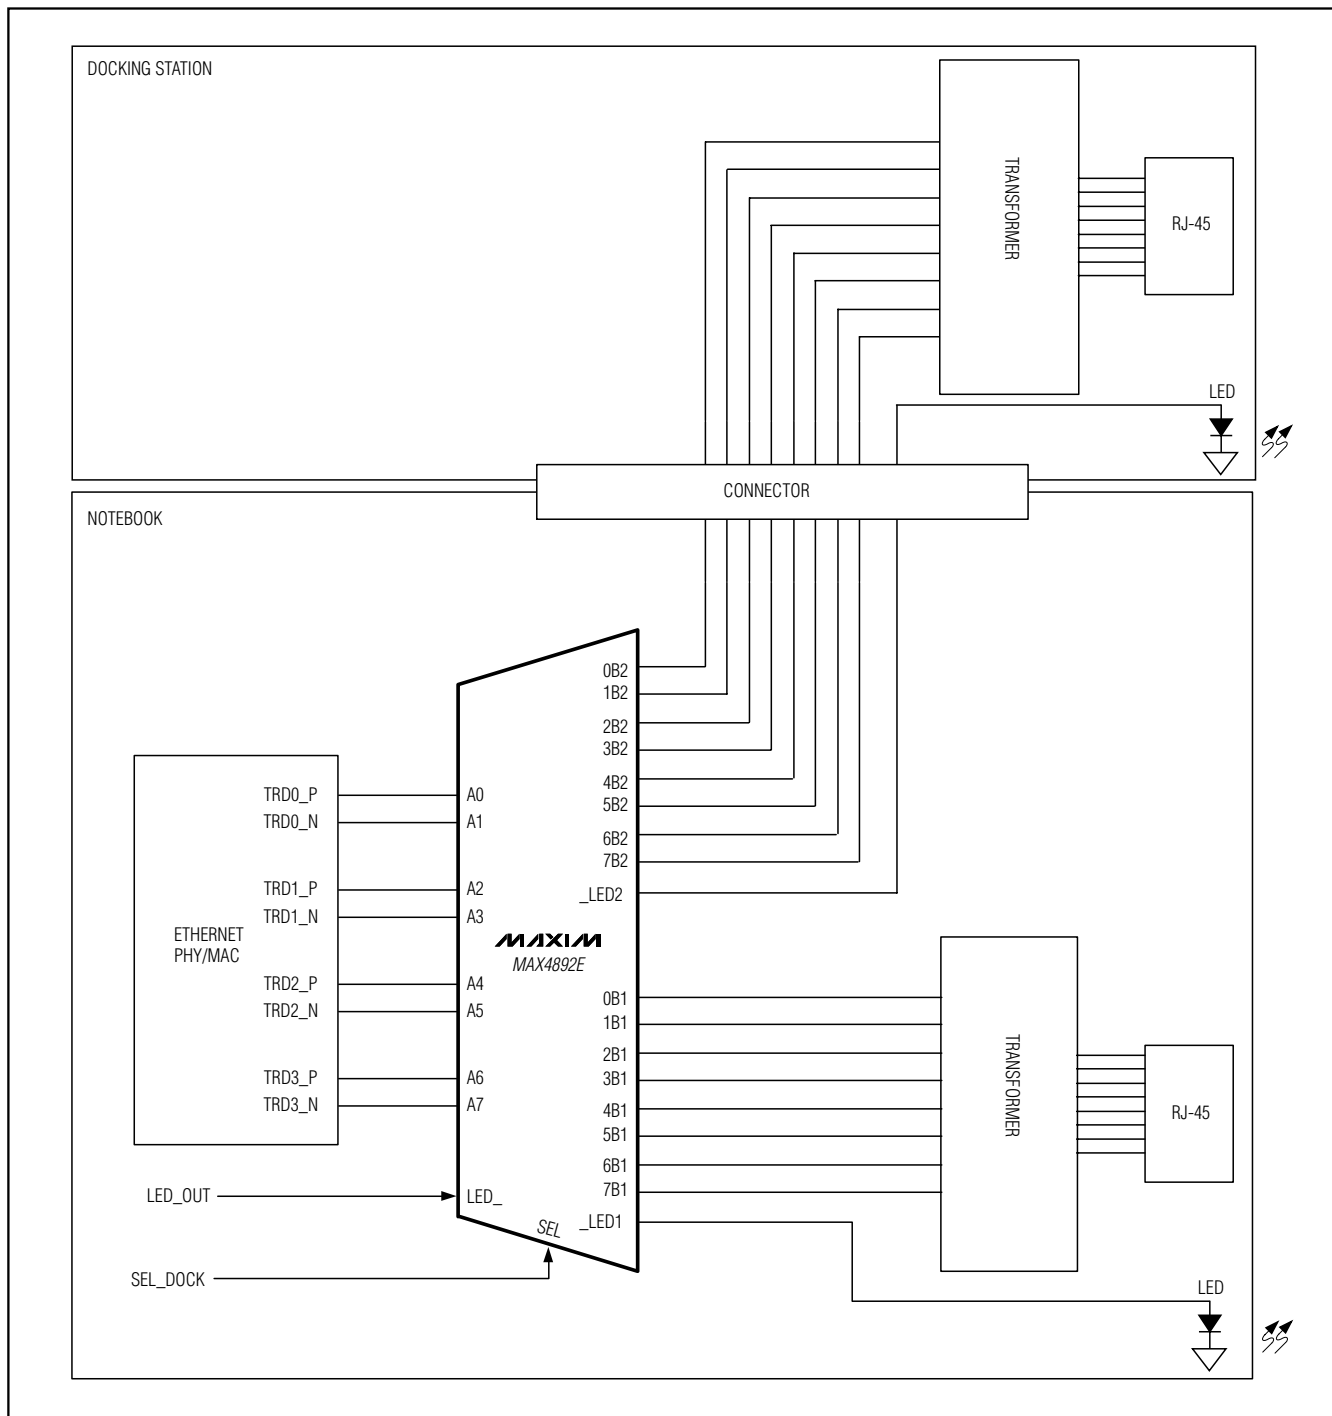 DOCKING STATION
TRANSFORMER
RJ-45
LED
CONNECTOR
NOTEBOOK
0B2
1B2
2B2
3B2
4B2
5B2
6B2
7B2
_LED2
TRD0_P
A0
TRD0_N
A1
TRD1_P
A2
TRD1_N
A3
ETHERNET
PHY/MAC
TRD2_P
A4
TRD2_N
A5
TRD3_P
A6
TRD3_N
A7
MAXIM
MAX4892E
0B1
1B1
2B1
3B1
4B1
5B1
6B1
7B1
_LED1
TRANSFORMER
RJ-45
LED_OUT
LED_
SEL
SEL_DOCK
LED